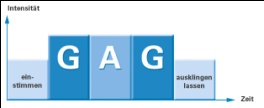 Intensität
G A G
ein-
stimmen
ausklingen
lassen
Zeit